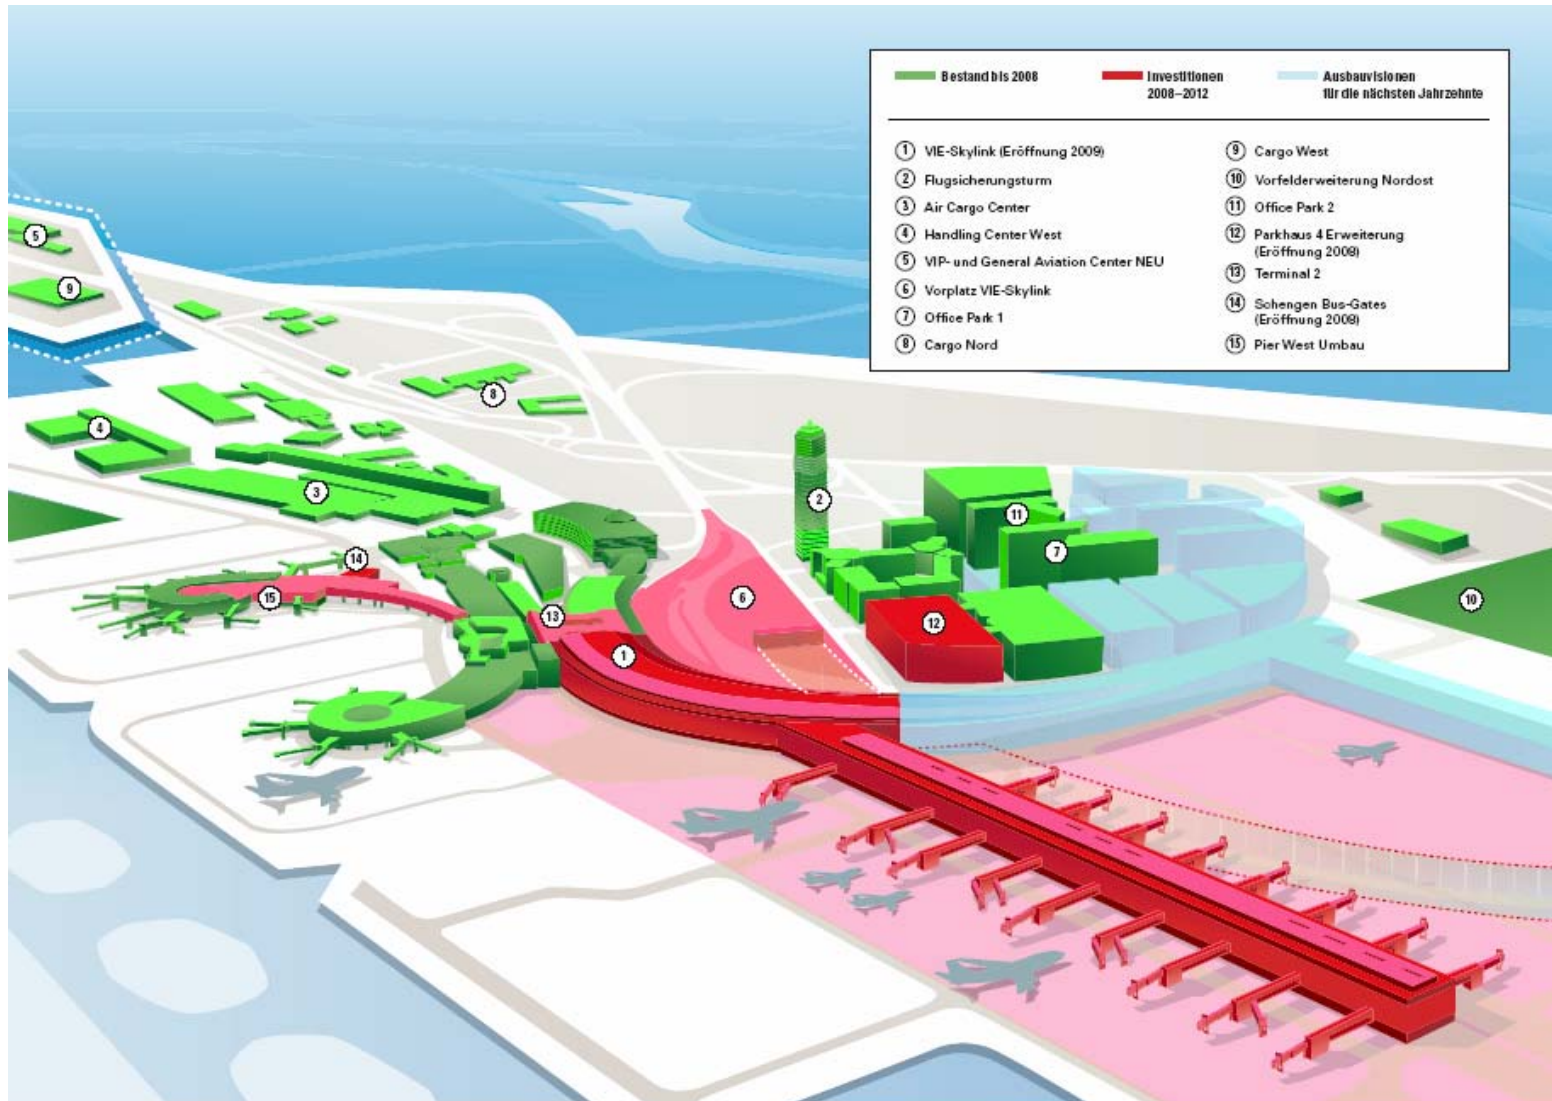 Bestand bis 2008
Investitionen
2008–2012
Ausbauvisionen
für die nächsten Jahrzehnte
1 VIE-Skylink (Eröffnung 2009)
2 Flugsicherungsturm
3 Air Cargo Center
4 Handling Center West
5 VIP- und General Aviation Center NEU
6 Vorplatz VIE-Skylink
7 Office Park 1
8 Cargo Nord
9 Cargo West
10 Vorfelderweiterung Nordost
11 Office Park 2
12 Parkhaus 4 Erweiterung
(Eröffnung 2008)
13 Terminal 2
14 Schengen Bus-Gates
(Eröffnung 2008)
15 Pier West Umbau
5
9
8
4
3
2
11
7
14
15
6
10
13
12
1